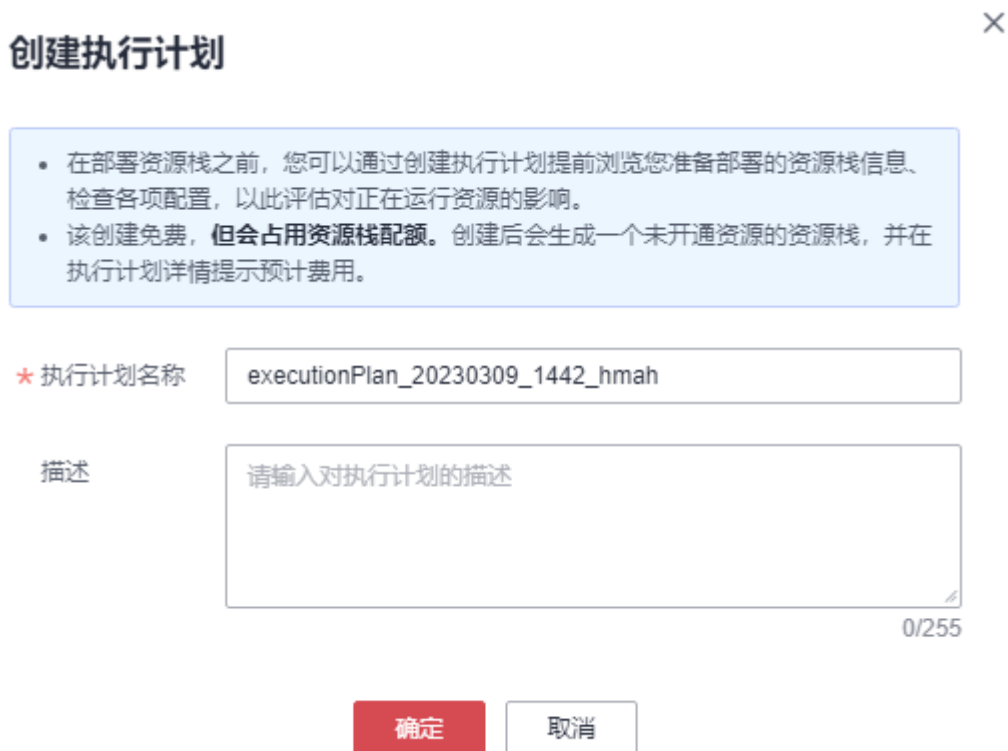 创建执行计划
• 在部署资源栈之前，您可以通过创建执行计划提前浏览您准备部署的资源栈信息、
检查各项配置，以此评估对正在运行资源的影响。
• 该创建免费，但会占用资源栈配额。创建后会生成一个未开通资源的资源栈，并在
执行计划详情提示预计费用。
* 执行计划名称 executionPlan_20230309_1442_hmah
描述 请输入对执行计划的描述
0/255
确定 取消